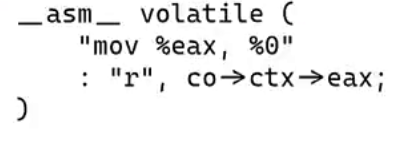 __asm__ volatile (
"mov %eax, %0"
: "r", co->ctx->eax;
)